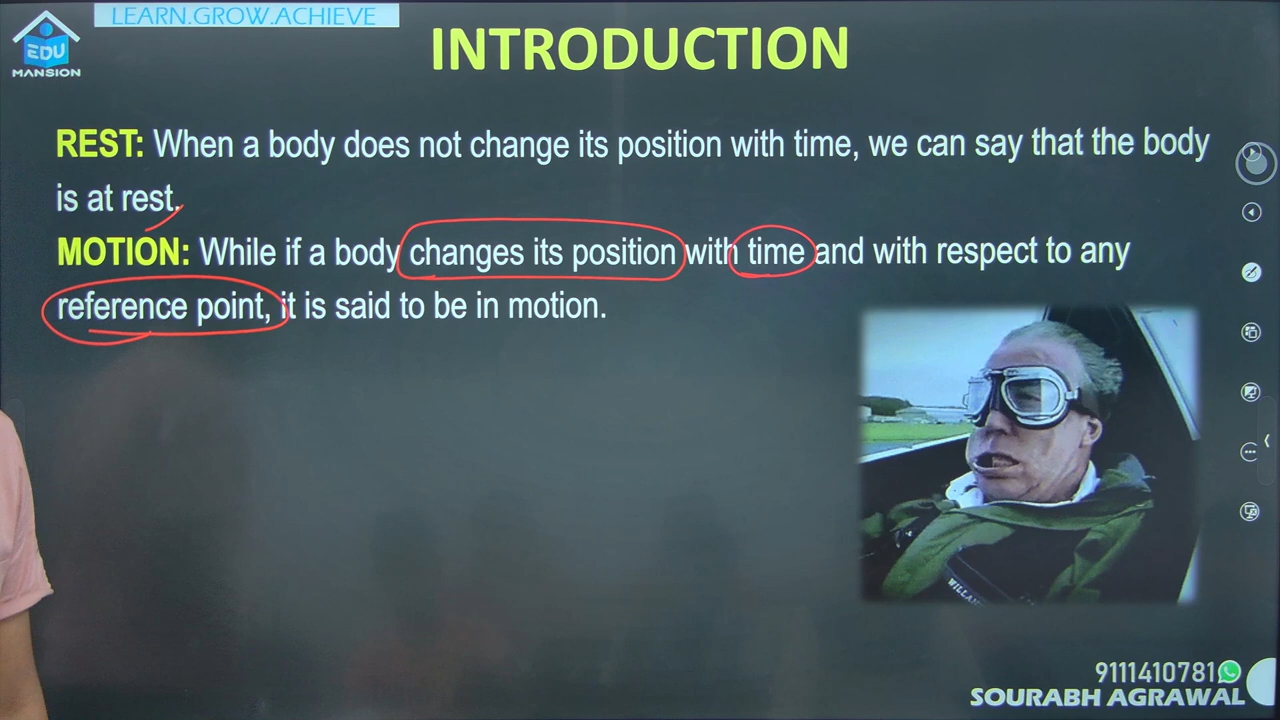 LEARN.GROW.ACHIEVE
EDU
MANSION
INTRODUCTION
REST: When a body does not change its position with time, we can say that the body
is at rest.
MOTION: While if a body changes its position with time and with respect to any
reference point, it is said to be in motion.
9111410781
SOURABH AGRAWAL